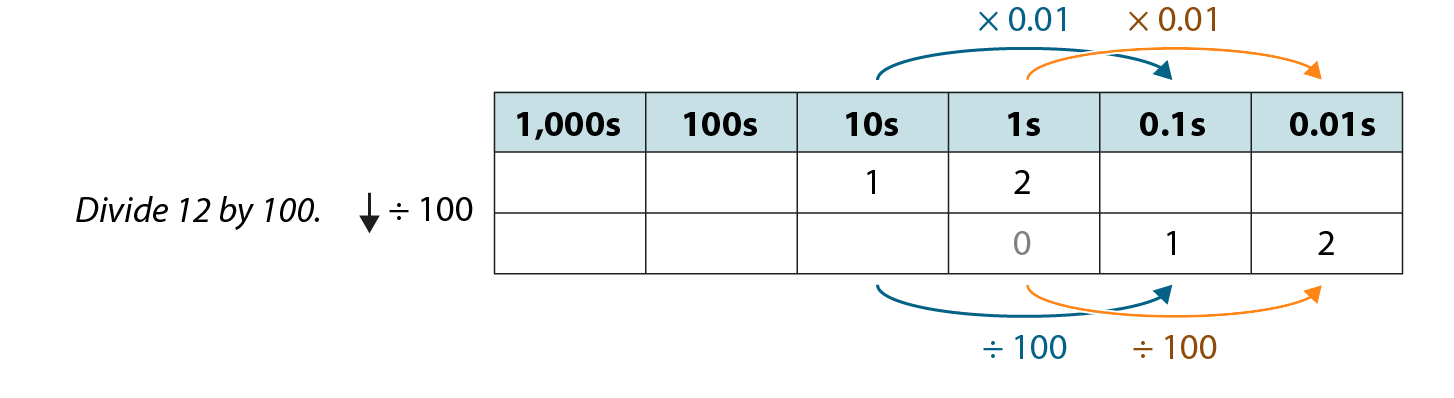 × 0.01 × 0.01
1,000s 100s 10s 1s 0.1s 0.01s
1 2
Divide 12 by 100. ↓ ÷ 100
0 1 2
÷ 100 ÷ 100